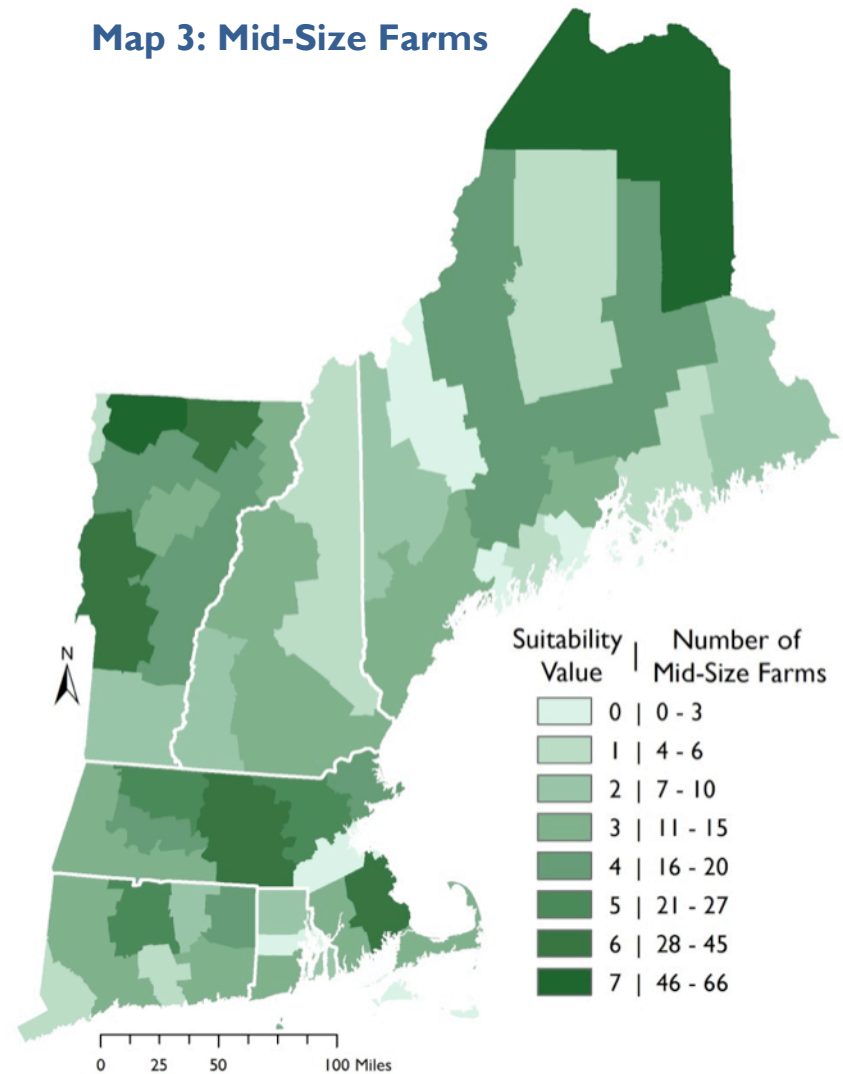 Map 3: Mid-Size Farms
N
Suitability Value | Number of Mid-Size Farms
0 | 0 - 3
1 | 4 - 6
2 | 7 - 10
3 | 11 - 15
4 | 16 - 20
5 | 21 - 27
6 | 28 - 45
7 | 46 - 66
0 25 50 100 Miles